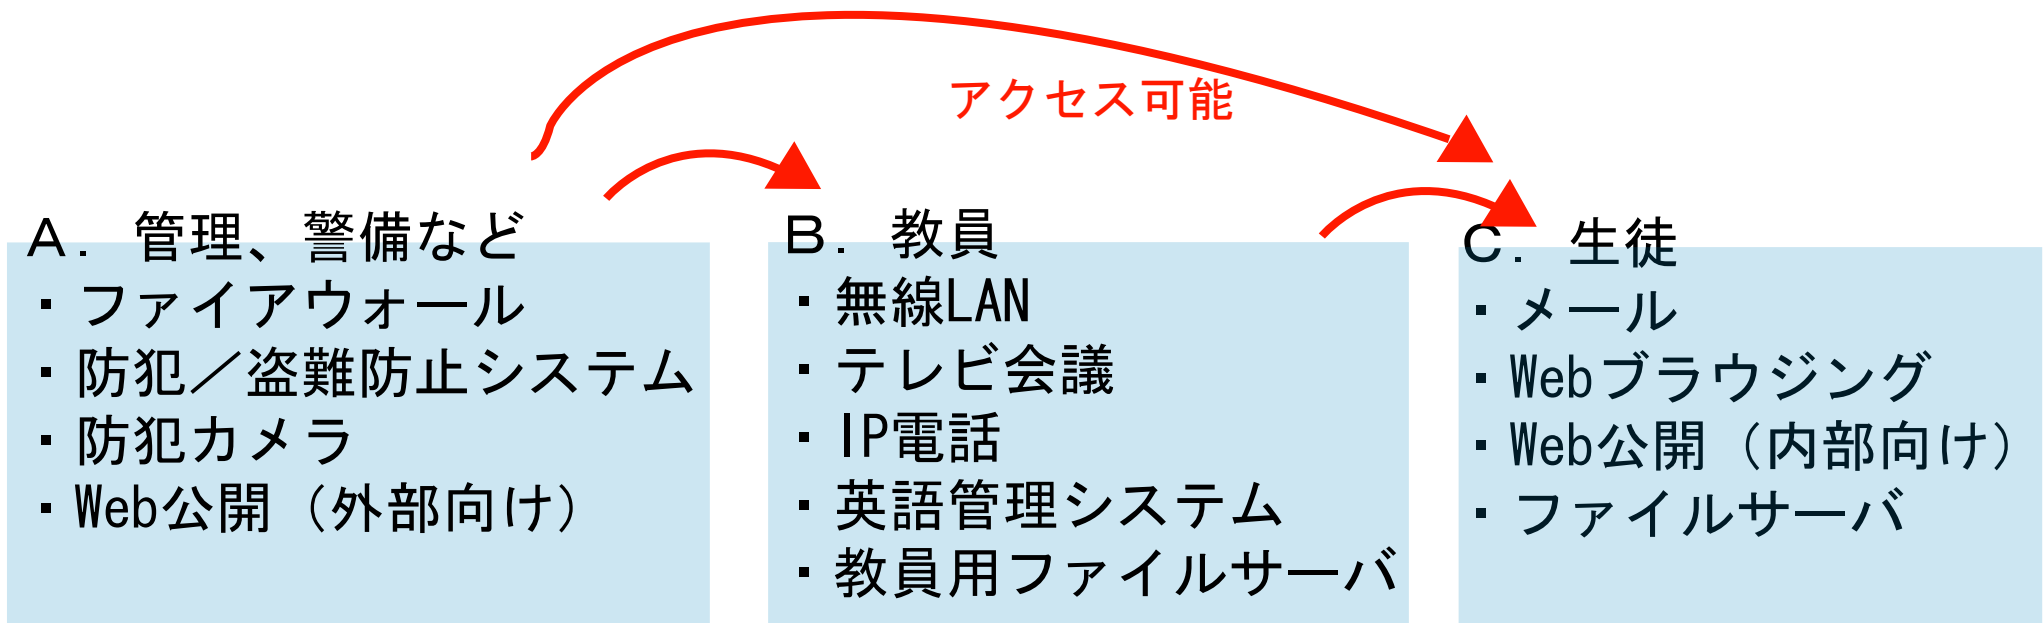 アクセス可能
Ａ．管理、警備など
・ファイアウォール
・防犯／盗難防止システム
・防犯カメラ
・Web公開（外部向け）
Ｂ．教員
・無線LAN
・テレビ会議
・IP電話
・英語管理システム
・教員用ファイルサーバ
Ｃ．生徒
・メール
・Webブラウジング
・Web公開（内部向け）
・ファイルサーバ